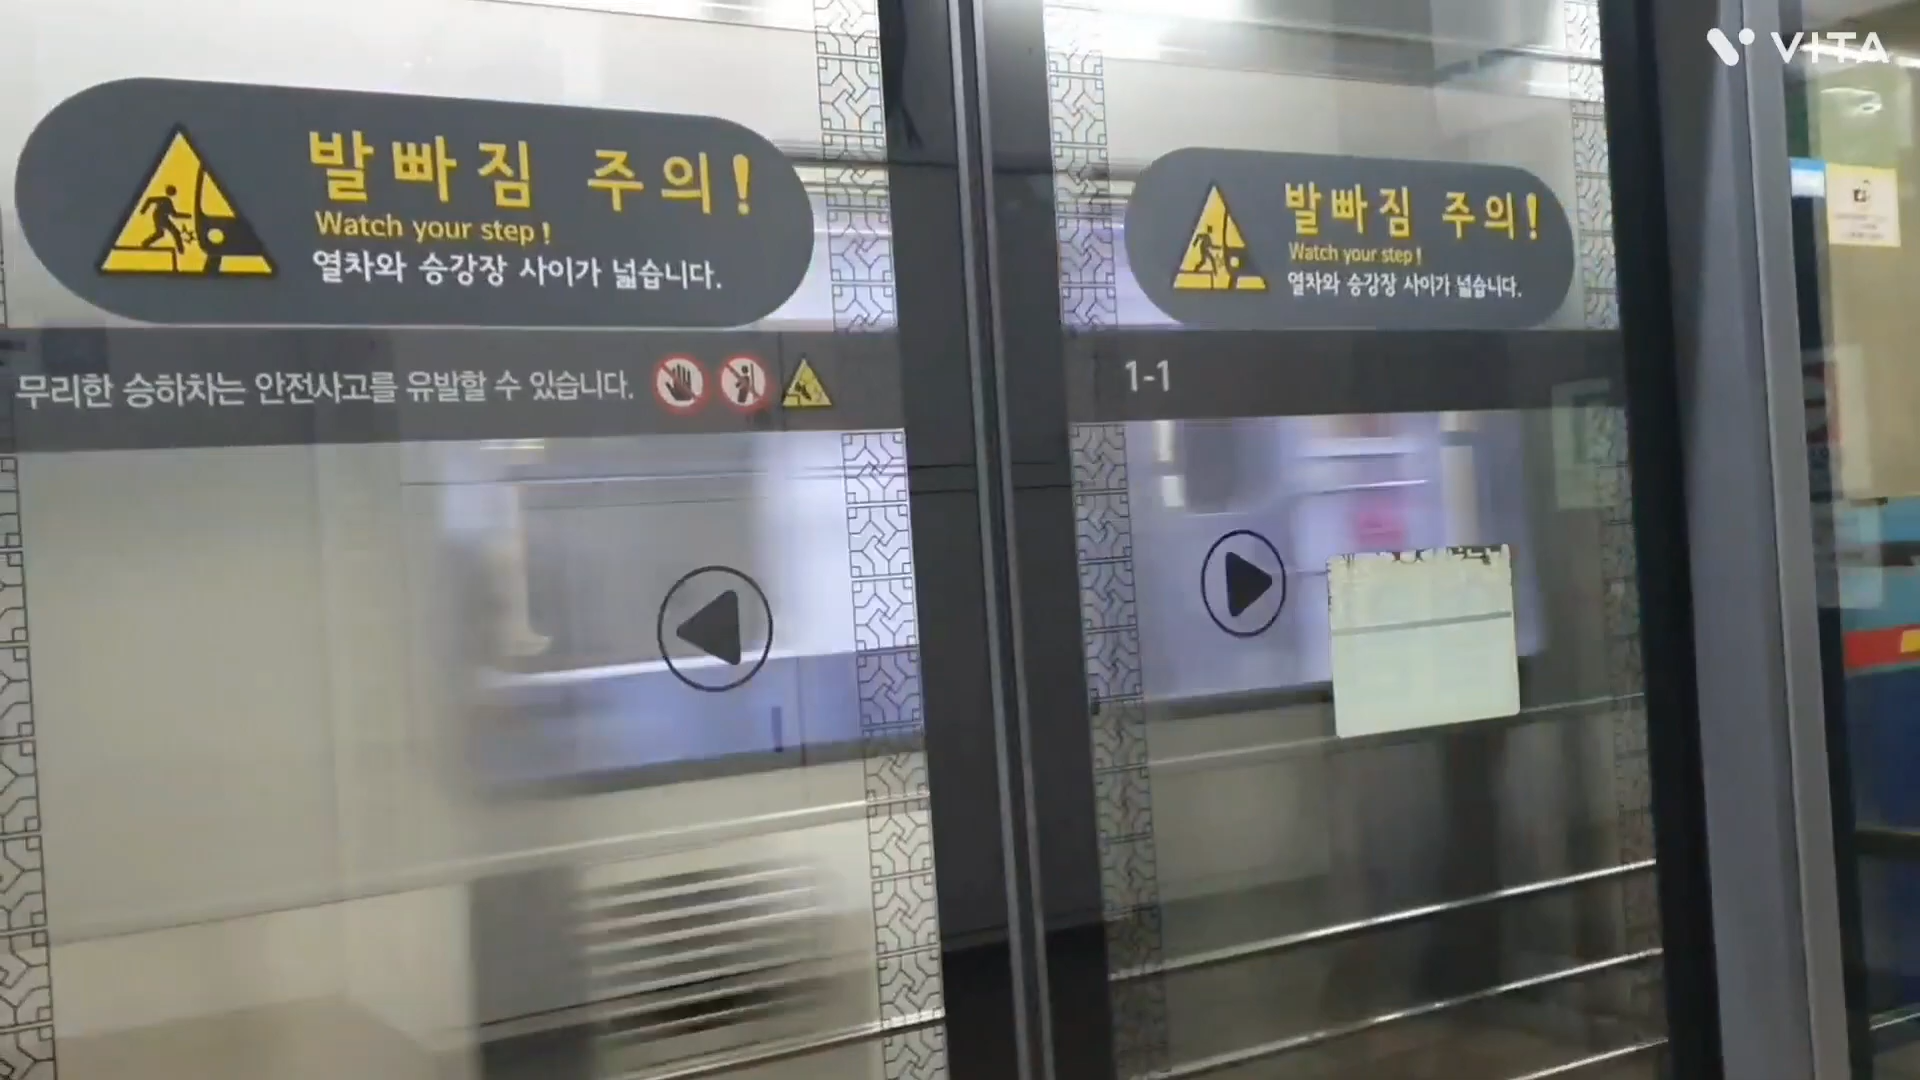 VITA
발빠짐 주의!
Watch your step!
열차와 승강장 사이가 넓습니다.
발빠짐 주의!
Watch your step!
열차와 승강장 사이가 넓습니다.
무리한 승하차는 안전사고를 유발할 수 있습니다.
1-1